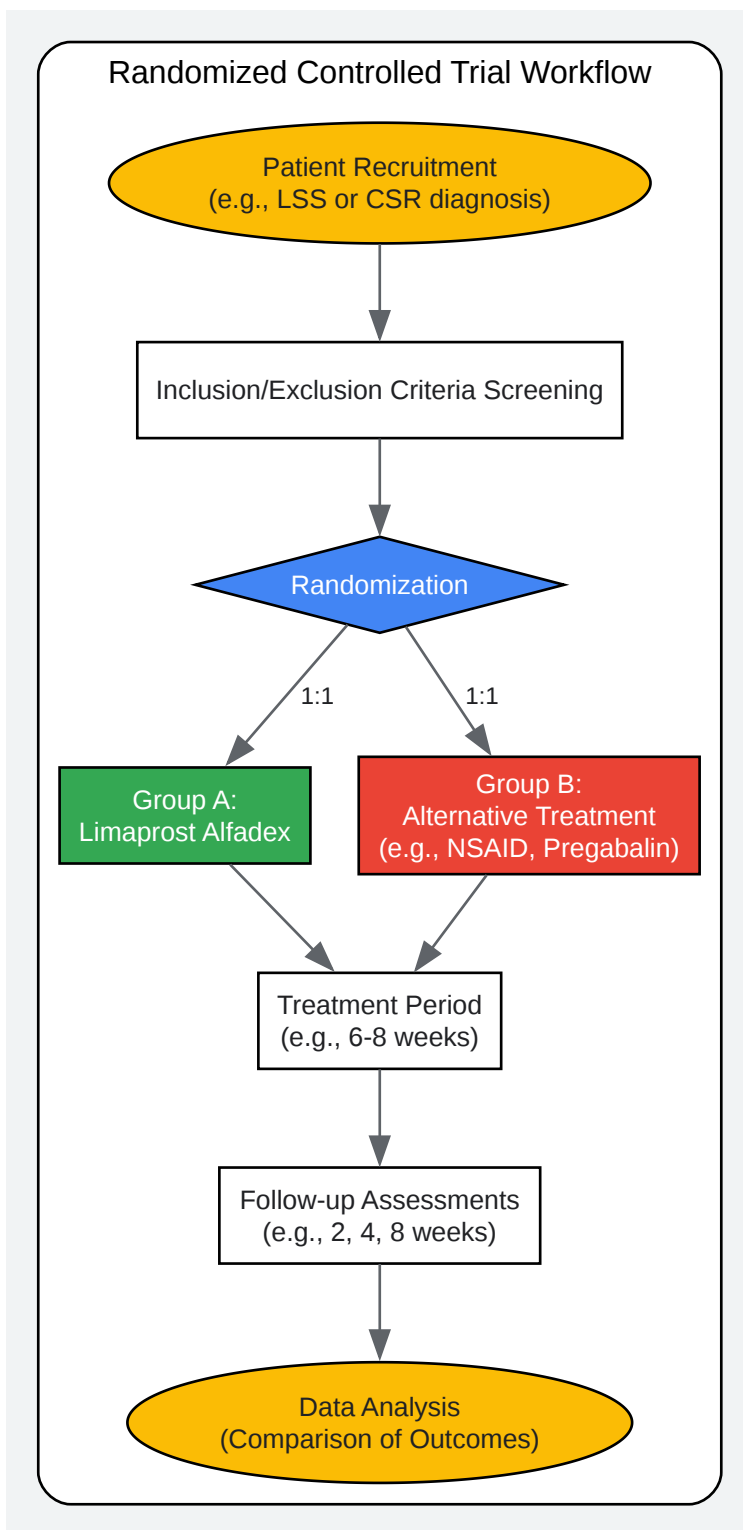 Randomized Controlled Trial Workflow
Patient Recruitment
(e.g., LSS or CSR diagnosis)
Inclusion/Exclusion Criteria Screening
Randomization
1:1
1:1
Group A:
Limaprost Alfadex
Group B:
Alternative Treatment
(e.g., NSAID, Pregabalin)
Treatment Period
(e.g., 6-8 weeks)
Follow-up Assessments
(e.g., 2, 4, 8 weeks)
Data Analysis
(Comparison of Outcomes)